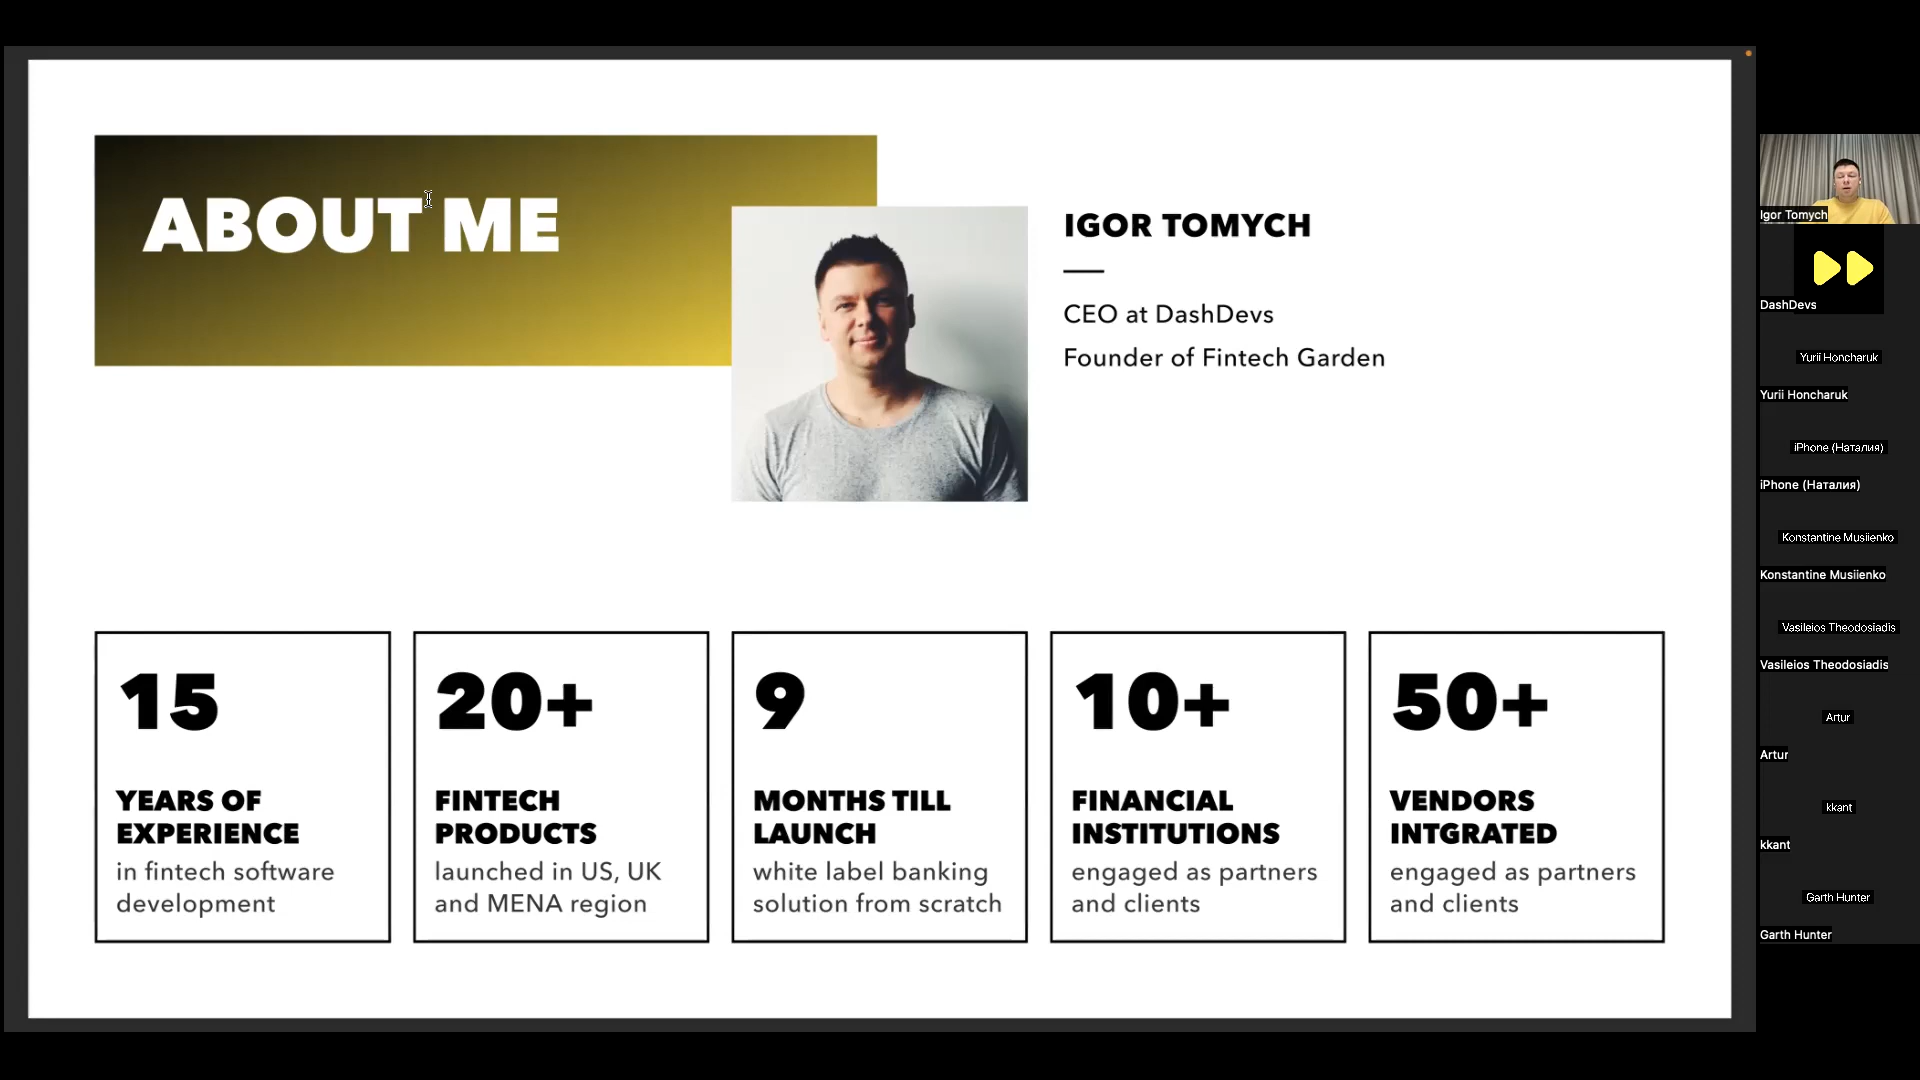 ABOUT ME
IGOR TOMYCH
CEO at DashDevs
Founder of Fintech Garden
15
YEARS OF
EXPERIENCE
in fintech software
development
20+
FINTECH
PRODUCTS
launched in US, UK
and MENA region
9
MONTHS TILL
LAUNCH
white label banking
solution from scratch
10+
FINANCIAL
INSTITUTIONS
engaged as partners
and clients
50+
VENDORS
INTGRATED
engaged as partners
and clients
Igor Tomych
DashDevs
Yurii Honcharuk
Yurii Honcharuk
iPhone (Наталия)
iPhone (Наталия)
Konstantine Musiienko
Konstantine Musiienko
Vasileios Theodosiadis
Vasileios Theodosiadis
Artur
Artur
kkant
kkant
Garth Hunter
Garth Hunter